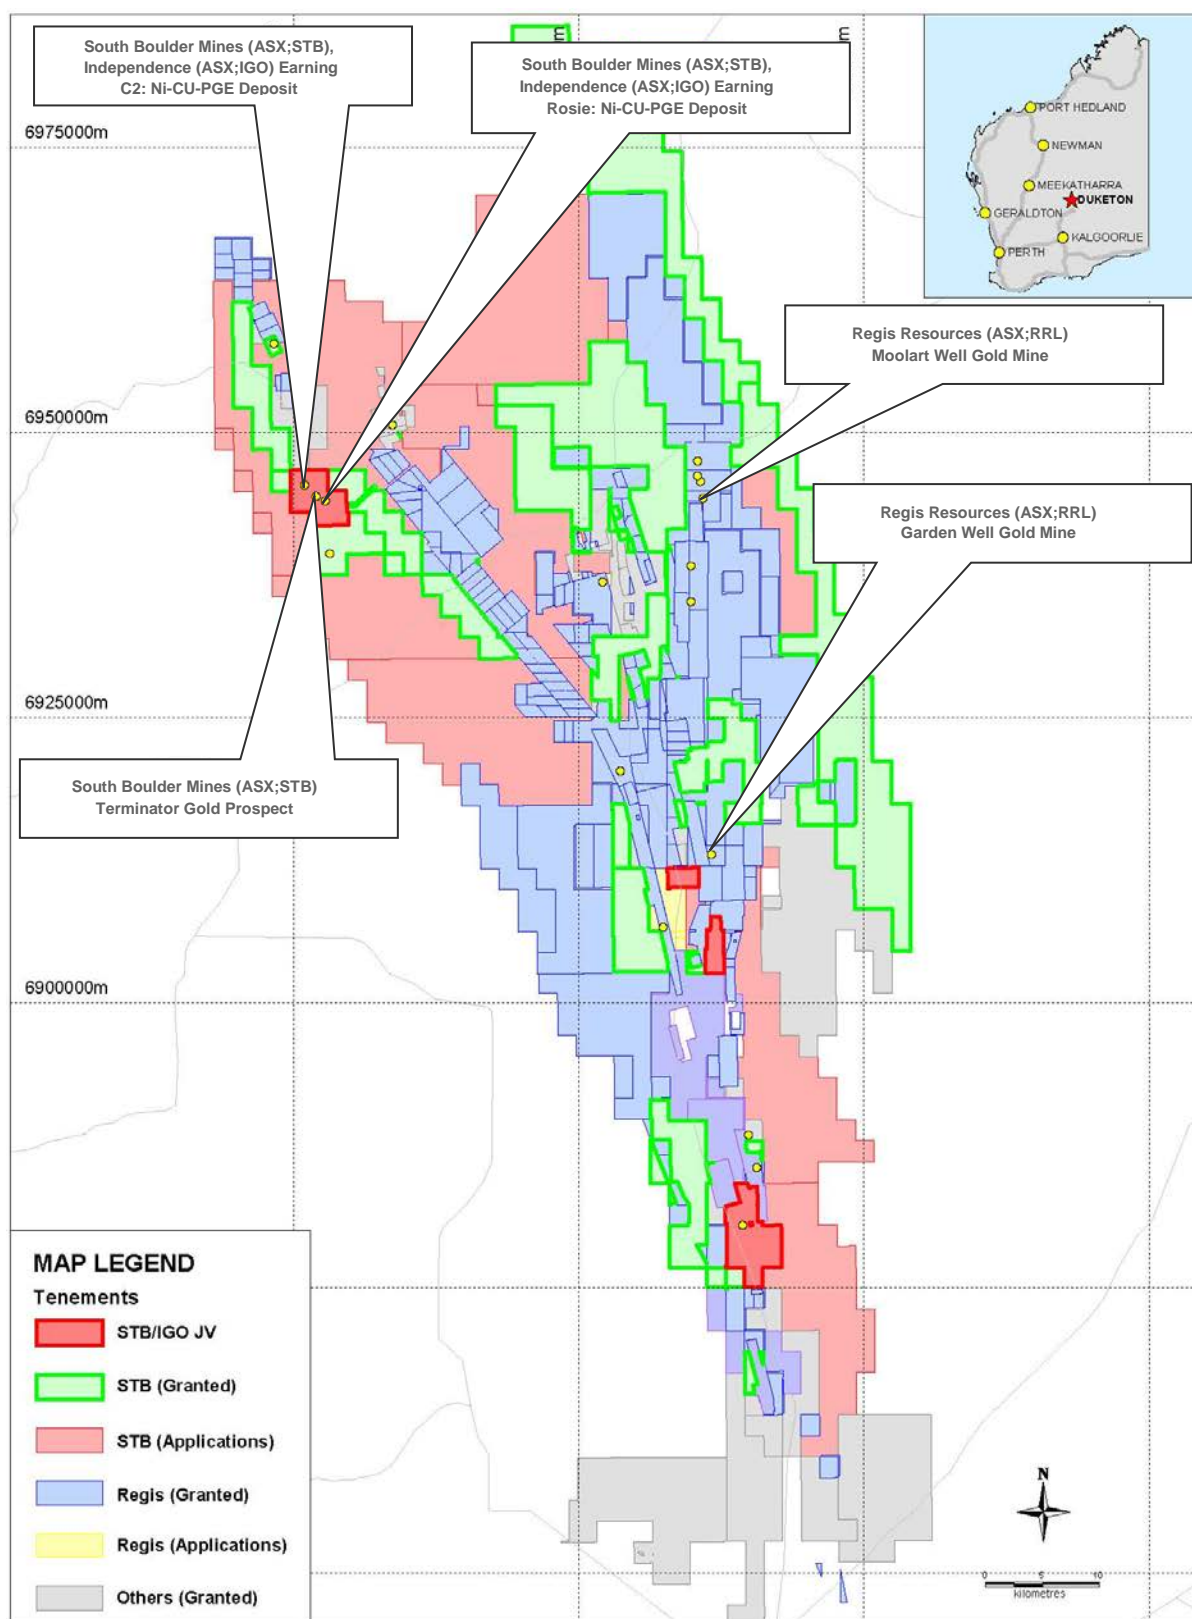 South Boulder Mines (ASX;STB),
Independence (ASX;IGO) Earning
C2: Ni-CU-PGE Deposit
South Boulder Mines (ASX;STB),
Independence (ASX;IGO) Earning
Rosie: Ni-CU-PGE Deposit
m
m
PORT HEDLAND
NEWMAN
MEEKATHARRA
DUKETON
GERALDTON
KALGOORLIE
PERTH
6975000m
Regis Resources (ASX;RRL)
Moolart Well Gold Mine
6950000m
Regis Resources (ASX;RRL)
Garden Well Gold Mine
6925000m
South Boulder Mines (ASX;STB)
Terminator Gold Prospect
6900000m
MAP LEGEND
Tenements
STB/IGO JV
STB (Granted)
STB (Applications)
Regis (Granted)
Regis (Applications)
Others (Granted)
N
0 5 10
kilometres